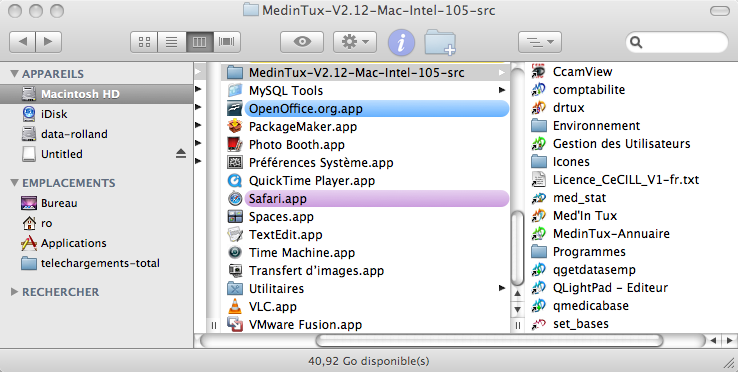 MedinTux-V2.12-Mac-Intel-105-src
APPAREILS
Macintosh HD
iDisk
data-rolland
Untitled
EMPLACEMENTS
Bureau
ro
Applications
telechargements-total
RECHERCHER
MedinTux-V2.12-Mac-Intel-105-src
MySQL Tools
OpenOffice.org.app
PackageMaker.app
Photo Booth.app
Préférences Système.app
QuickTime Player.app
Safari.app
Spaces.app
TextEdit.app
Time Machine.app
Transfert d'images.app
Utilitaires
VLC.app
VMware Fusion.app
CcamView
comptabilite
drtux
Environnement
Gestion des Utilisateurs
Icones
Licence_CeCILL_V1-fr.txt
med_stat
Med'In Tux
MedinTux-Annuaire
Programmes
qgetdatasemp
QLightPad - Editeur
qmedicabase
set_bases
40,92 Go disponible(s)